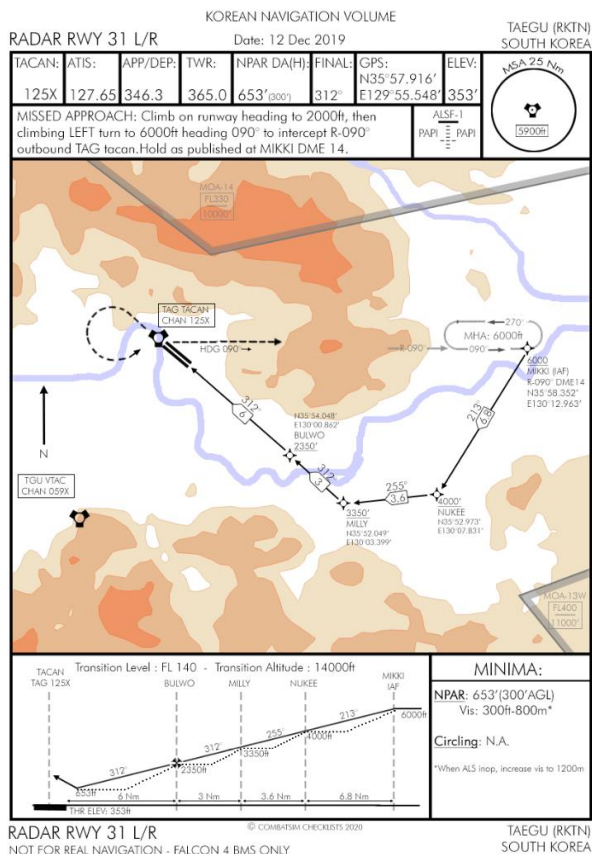 KOREAN NAVIGATION VOLUME
RADAR RWY 31 L/R
Date: 12 Dec 2019
TAEGU (RKTN)
SOUTH KOREA
TACAN:
125X
ATIS:
127.65
APP/DEP:
346.3
TWR:
365.0
NPAR DA(H):
653'(300')
FINAL:
312°
GPS:
N35°57.916'
E129°55.548'
ELEV:
353'
MSA 25 Nm
5900ft
MISSED APPROACH: Climb on runway heading to 2000ft, then
climbing LEFT turn to 6000ft heading 090° to intercept R-090°
outbound TAG tacan.Hold as published at MIKKI DME 14.
ALSF-1
PAPI
PAPI
MOA-14
FL330
10000'
TAG TACAN
CHAN 125X
HDG 090°
R-090°
270°
MHA: 6000ft
090°
6000
MIKKI (IAF)
R-090° DME14
N35°58.352'
E130°12.963'
312°
6
N35°54.048'
E130°00.862'
BULWO
2350'
213°
6.8
N
312°
3
255°
3.6
TGU VTAC
CHAN 059X
3350'
MILLY
N35°52.049'
E130°03.399'
4000'
NUKEE
N35°52.973'
E130°07.831'
MOA-13W
FL400
11000'
Transition Level : FL 140 - Transition Altitude : 14000ft
TACAN
TAG 125X
BULWO
MILLY
NUKEE
MIKKI
IAF
312°
312°
255°
213°
653ft
2350ft
3350ft
4000ft
6000ft
6 Nm
3 Nm
3.6 Nm
6.8 Nm
THR ELEV: 353ft
MINIMA:
NPAR: 653'(300'AGL)
Vis: 300ft-800m*
Circling: N.A.
*When ALS inop, increase vis to 1200m
RADAR RWY 31 L/R
© COMBATSIM CHECKLISTS 2020
TAEGU (RKTN)
NOT FOR REAL NAVIGATION - FALCON 4 BMS ONLY
SOUTH KOREA